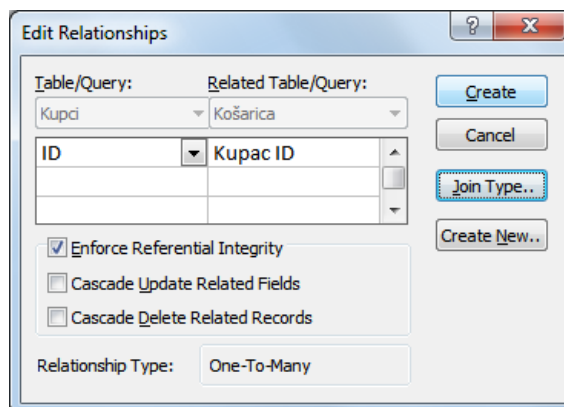 Edit Relationships
Table/Query: Related Table/Query:
Kupci Košarica
ID Kupac ID
Enforce Referential Integrity
Cascade Update Related Fields
Cascade Delete Related Records
Relationship Type: One-To-Many
Create
Cancel
Join Type..
Create New..